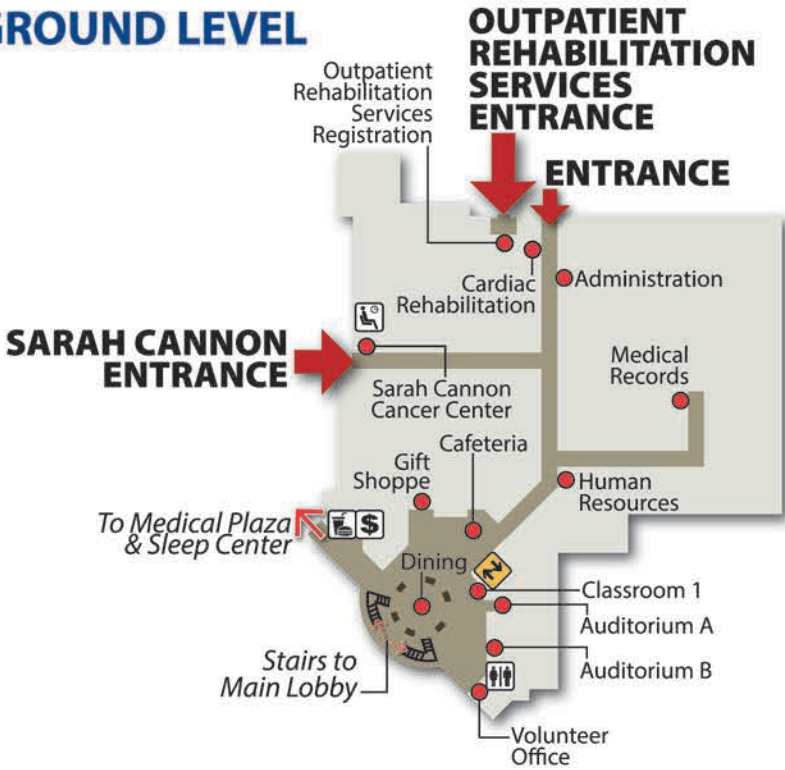 GROUND LEVEL
OUTPATIENT
REHABILITATION
SERVICES
ENTRANCE
Outpatient
Rehabilitation
Services
Registration
ENTRANCE
Cardiac
Rehabilitation
Administration
SARAH CANNON
ENTRANCE
Sarah Cannon
Cancer Center
Medical
Records
Cafeteria
Gift
Shoppe
Human
Resources
To Medical Plaza
& Sleep Center
$
Dining
Classroom 1
Auditorium A
Auditorium B
Stairs to
Main Lobby
Volunteer
Office